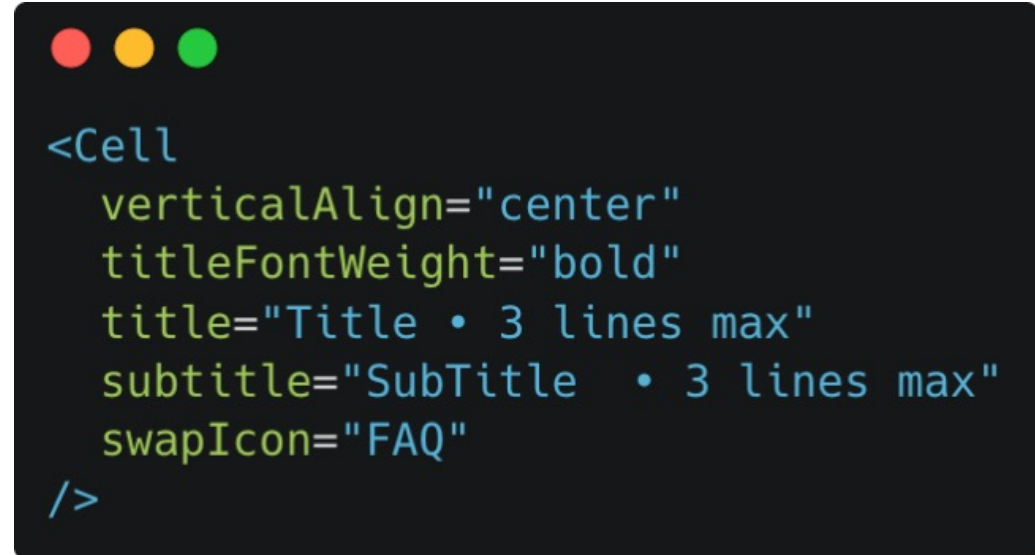 <Cell
  verticalAlign="center"
  titleFontWeight="bold"
  title="Title • 3 lines max"
  subtitle="SubTitle  • 3 lines max"
  swapIcon="FAQ"
/>